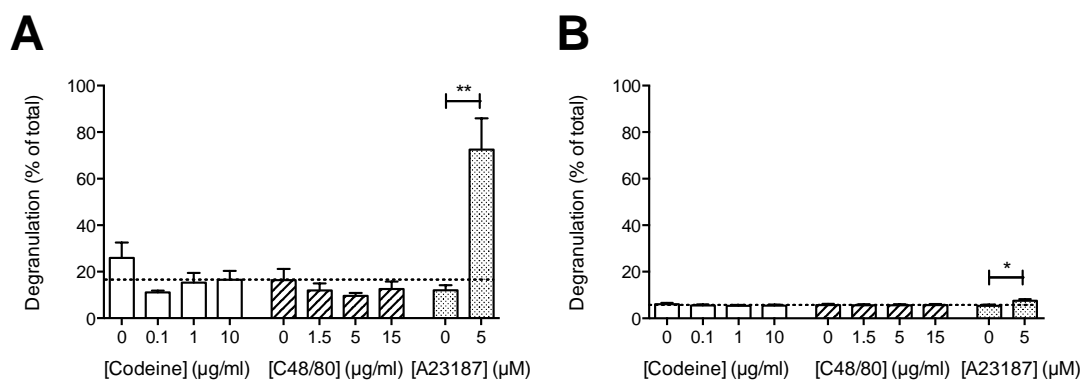 A
B
Degranulation (% of total)
100
80
60
40
20
0
**
0 0.1 1 10 0 1.5 5 15 0 5
[Codeine] (µg/ml) [C48/80] (µg/ml) [A23187] (µM)
Degranulation (% of total)
100
80
60
40
20
0
*
0 0.1 1 10 0 1.5 5 15 0 5
[Codeine] (µg/ml) [C48/80] (µg/ml) [A23187] (µM)